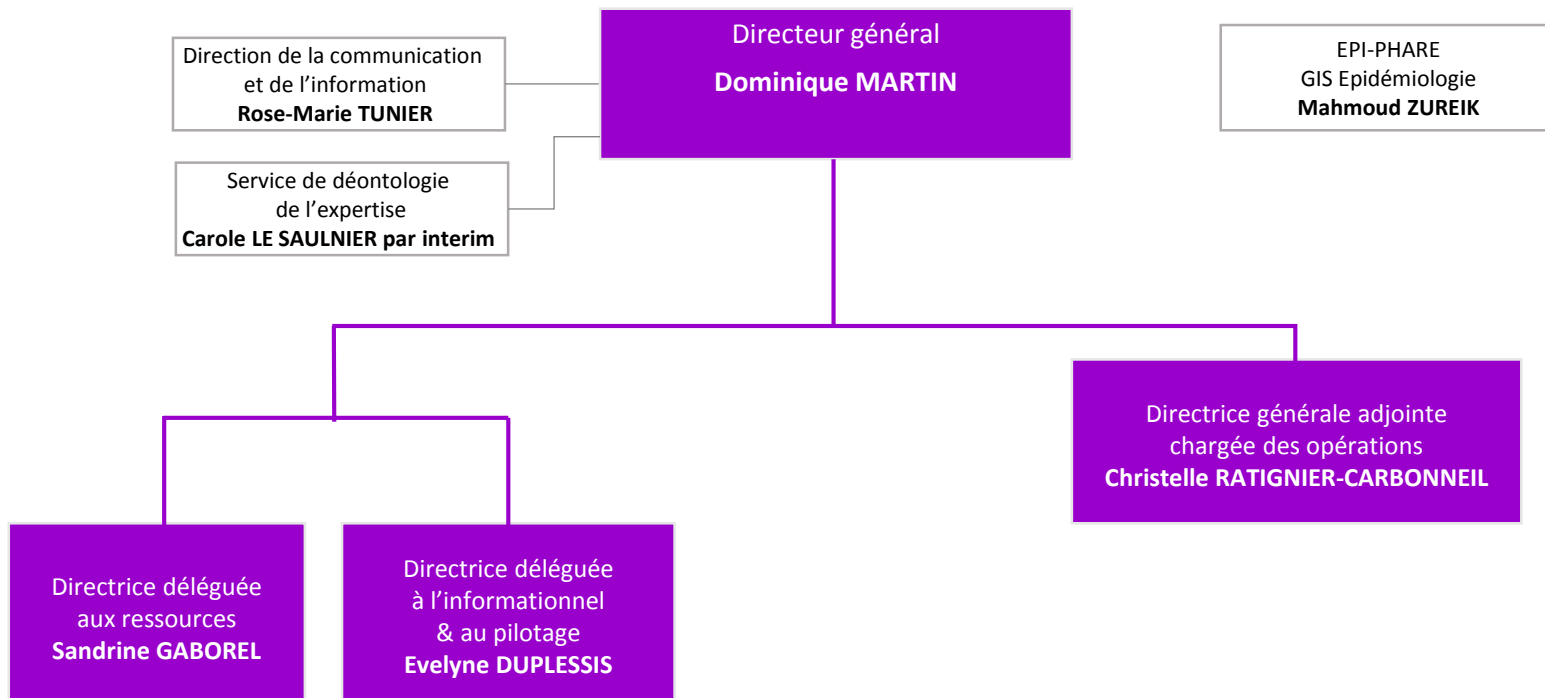 Direction de la communication
et de l’information
Rose-Marie TUNIER
Directeur général
Dominique MARTIN
EPI-PHARE
GIS Epidémiologie
Mahmoud ZUREIK
Service de déontologie
de l’expertise
Carole LE SAULNIER par interim
Directrice générale adjointe
chargée des opérations
Christelle RATIGNIER-CARBONNEIL
Directrice déléguée
aux ressources
Sandrine GABOREL
Directrice déléguée
à l’informationnel
& au pilotage
Evelyne DUPLESSIS